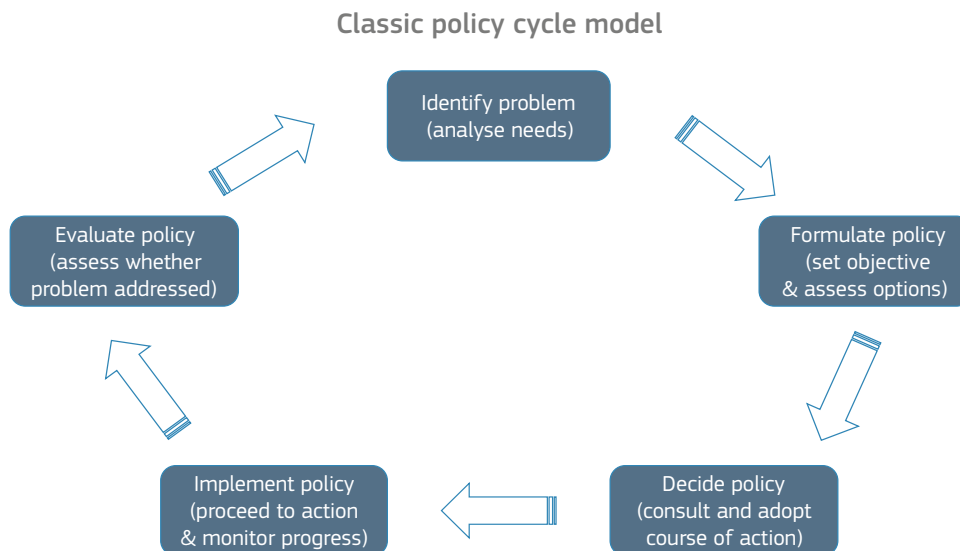 Classic policy cycle model
Identify problem
(analyse needs)
Formulate policy
(set objective
& assess options)
Decide policy
(consult and adopt
course of action)
Implement policy
(proceed to action
& monitor progress)
Evaluate policy
(assess whether
problem addressed)